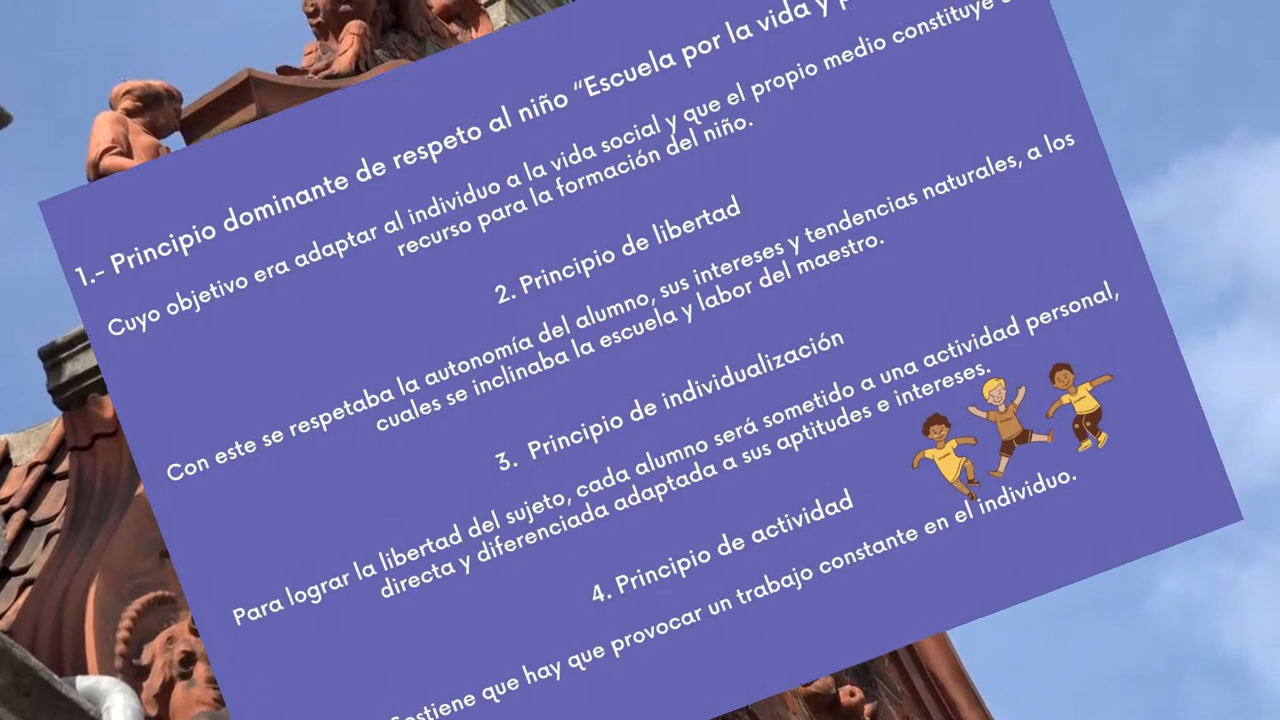 1.- Principio dominante de respeto al niño “Escuela por la vida y
Cuyo objetivo era adaptar al individuo a la vida social y que el propio medio constituye
recurso para la formación del niño.
2. Principio de libertad
Con este se respetaba la autonomía del alumno, sus intereses y tendencias naturales, a los
cuales se inclinaba la escuela y labor del maestro.
3. Principio de individualización
Para lograr la libertad del sujeto, cada alumno será sometido a una actividad personal,
directa y diferenciada adaptada a sus aptitudes e intereses.
4. Principio de actividad
Sostiene que hay que provocar un trabajo constante en el individuo.